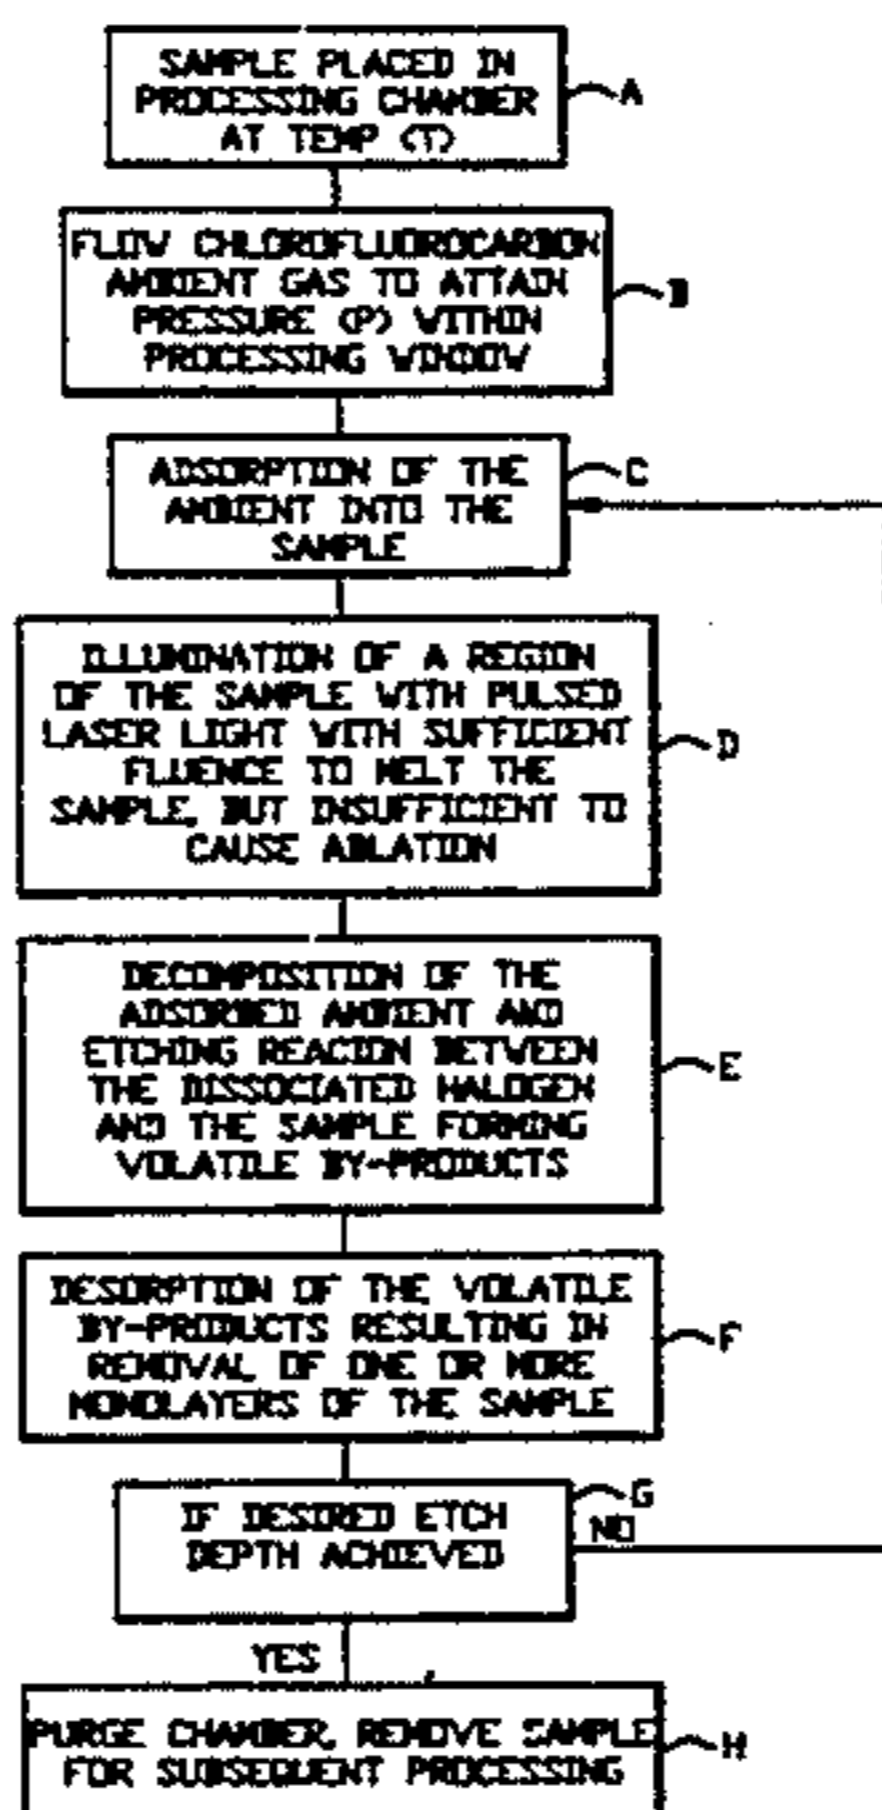 SAMPLE PLACED IN
PROCESSING CHAMBER
AT TEMP (T)
A
FLOW CHLOROFLUOROCARBON
AMBIENT GAS TO ATTAIN
PRESSURE (P) WITHIN
PROCESSING WINDOW
B
ADSORPTION OF THE
AMBIENT INTO THE
SAMPLE
C
ILLUMINATION OF A REGION
OF THE SAMPLE WITH PULSED
LASER LIGHT WITH SUFFICIENT
FLUENCE TO MELT THE
SAMPLE, BUT INSUFFICIENT TO
CAUSE ABLATION
D
DECOMPOSITION OF THE
ADSORBED AMBIENT AND
ETCHING REACION BETWEEN
THE DISSOCIATED HALOGEN
AND THE SAMPLE FORMING
VOLATILE BY-PRODUCTS
E
DESORPTION OF THE VOLATILE
BY-PRODUCTS RESULTING IN
REMOVAL OF ONE OR MORE
MONOLAYERS OF THE SAMPLE
F
IF DESIRED ETCH
DEPTH ACHIEVED
G
NO
YES
PURGE CHAMBER, REMOVE SAMPLE
FOR SUBSEQUENT PROCESSING
H